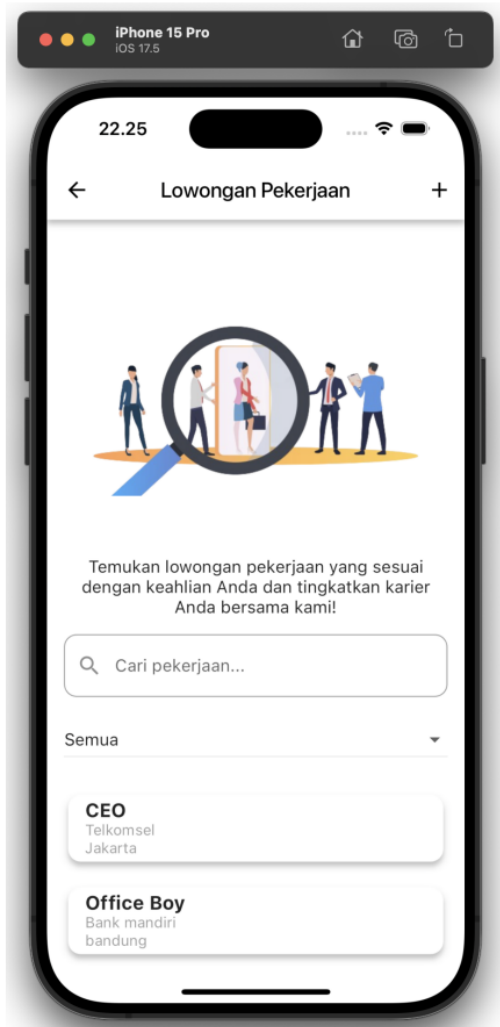 iPhone 15 Pro
iOS 17.5
22.25
Lowongan Pekerjaan
Temukan lowongan pekerjaan yang sesuai
dengan keahlian Anda dan tingkatkan karier
Anda bersama kami!
Cari pekerjaan...
Semua
CEO
Telkomsel
Jakarta
Office Boy
Bank mandiri
bandung